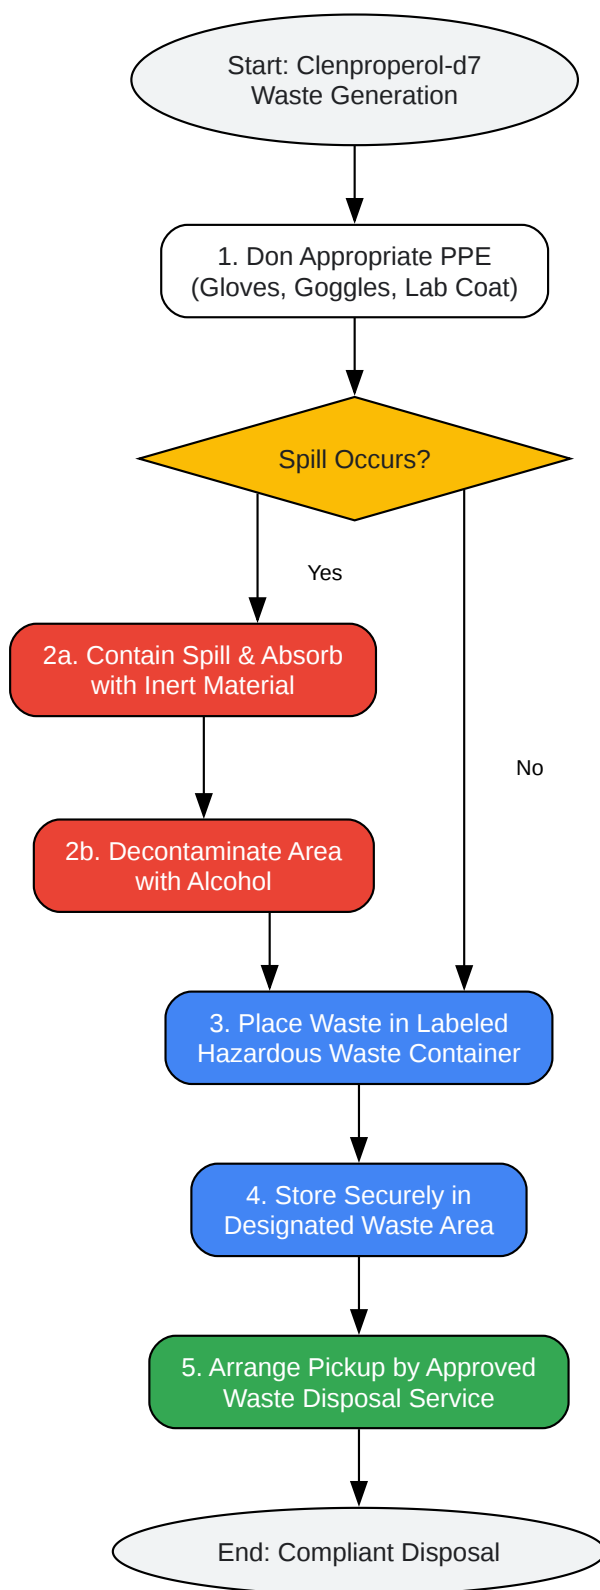 Start: Clenproperol-d7
Waste Generation
1. Don Appropriate PPE
(Gloves, Goggles, Lab Coat)
Spill Occurs?
Yes
2a. Contain Spill & Absorb
with Inert Material
No
2b. Decontaminate Area
with Alcohol
3. Place Waste in Labeled
Hazardous Waste Container
4. Store Securely in
Designated Waste Area
5. Arrange Pickup by Approved
Waste Disposal Service
End: Compliant Disposal